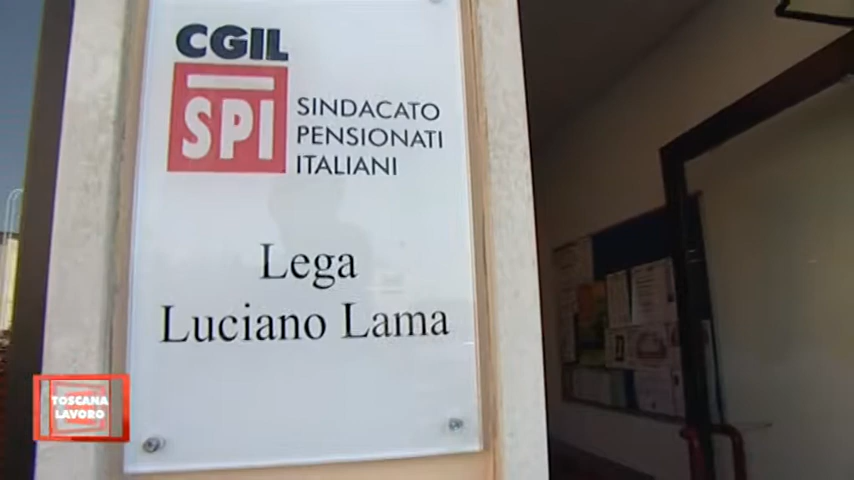 CGIL
SPI
SINDACATO
PENSIONATI
ITALIANI
Lega
Luciano Lama
TOSCANA
LAVORO